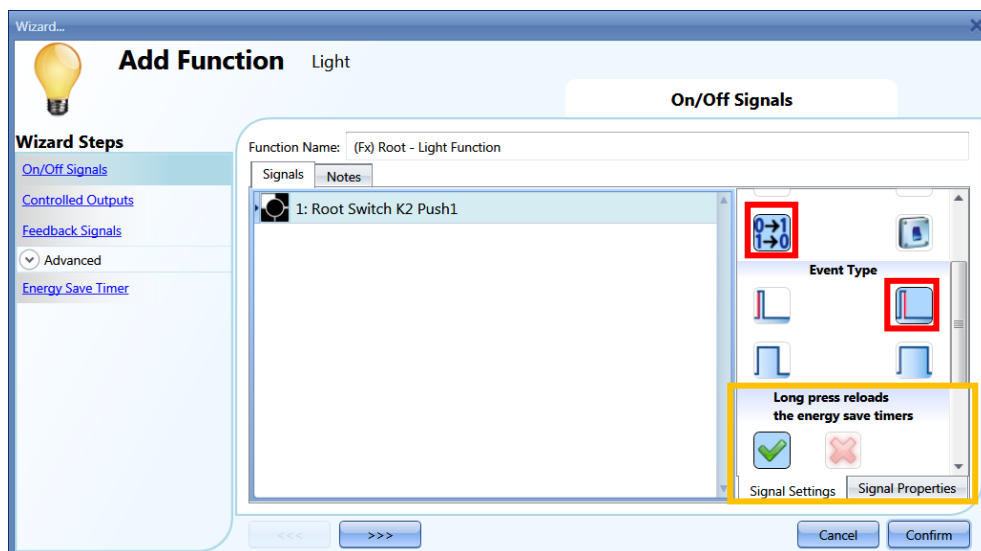 Wizard...
Add Function Light
On/Off Signals
Wizard Steps
On/Off Signals
Controlled Outputs
Feedback Signals
Advanced
Energy Save Timer
Function Name: (Fx) Root - Light Function
Signals Notes
1: Root Switch K2 Push1
0→1
1→0
Event Type
Long press reloads
the energy save timers
Signal Settings Signal Properties
<<< >>> Cancel Confirm